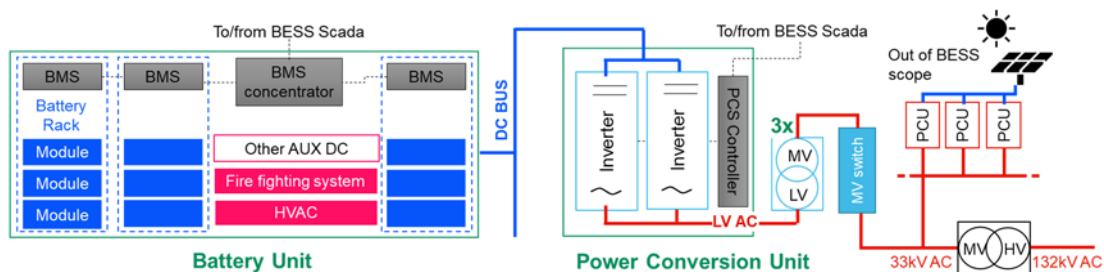 To/from BESS Scada
To/from BESS Scada
Out of BESS
scope
BMS
BMS
BMS
concentrator
BMS
Battery
Rack
Module
Module
Module
Other AUX DC
Fire fighting system
HVAC
DC BUS
Inverter
Inverter
PCS Controller
3x
MV
LV
MV switch
PCU
PCU
PCU
LV AC
33kV AC
MV
HV
132kV AC
Battery Unit
Power Conversion Unit